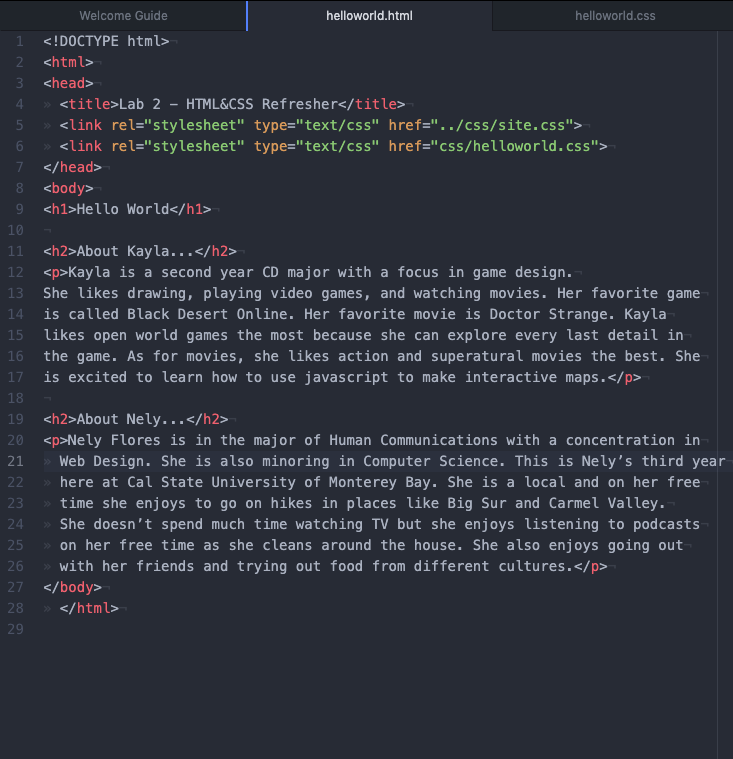 Welcome Guide
helloworld.html
helloworld.css
1 <!DOCTYPE html>
2 <html>
3 <head>
4 » <title>Lab 2 – HTML&CSS Refresher</title>
5 » <link rel="stylesheet" type="text/css" href="../css/site.css">
6 » <link rel="stylesheet" type="text/css" href="css/helloworld.css">
7 </head>
8 <body>
9 <h1>Hello World</h1>
10
11 <h2>About Kayla...</h2>
12 <p>Kayla is a second year CD major with a focus in game design.
13 She likes drawing, playing video games, and watching movies. Her favorite game
14 is called Black Desert Online. Her favorite movie is Doctor Strange. Kayla
15 likes open world games the most because she can explore every last detail in
16 the game. As for movies, she likes action and superatural movies the best. She
17 is excited to learn how to use javascript to make interactive maps.</p>
18
19 <h2>About Nely...</h2>
20 <p>Nely Flores is in the major of Human Communications with a concentration in
21 » Web Design. She is also minoring in Computer Science. This is Nely’s third year
22 » here at Cal State University of Monterey Bay. She is a local and on her free
23 » time she enjoys to go on hikes in places like Big Sur and Carmel Valley.
24 » She doesn’t spend much time watching TV but she enjoys listening to podcasts
25 » on her free time as she cleans around the house. She also enjoys going out
26 » with her friends and trying out food from different cultures.</p>
27 </body>
28 » </html>
29